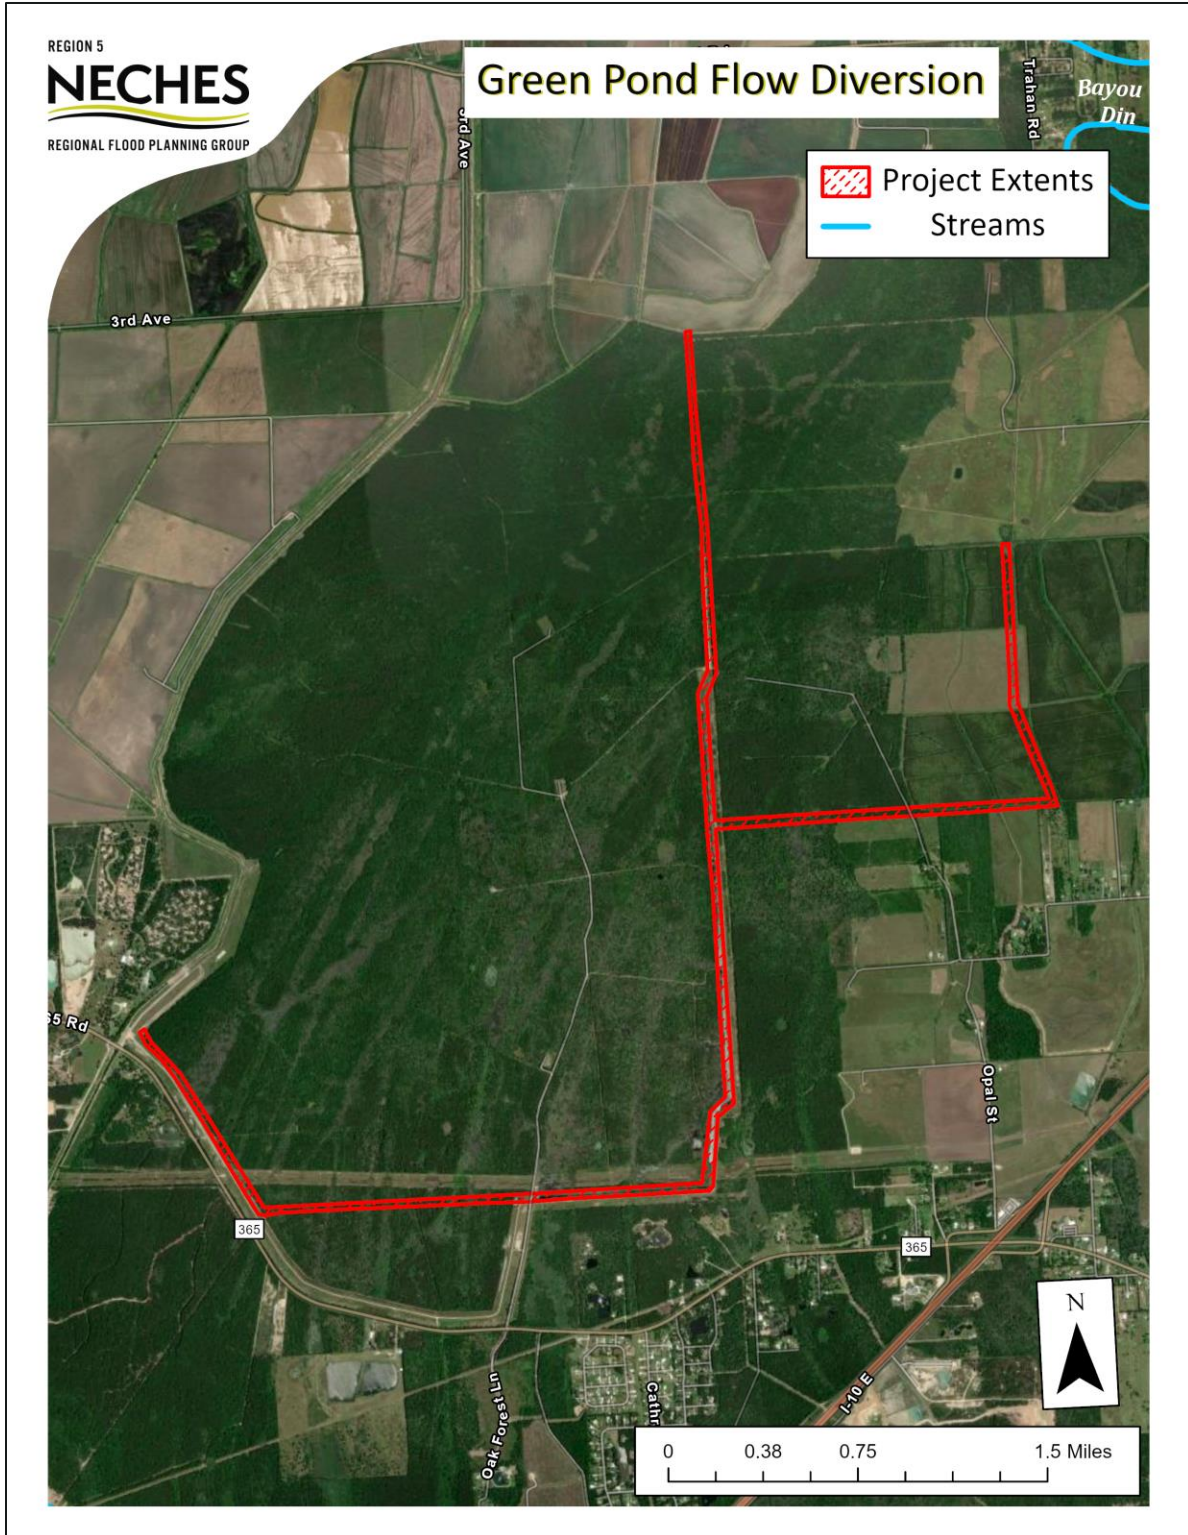 REGION 5
NECHES
REGIONAL FLOOD PLANNING GROUP
Green Pond Flow Diversion
Trahan Rd
Bayou
Din
3rd Ave
Project Extents
Streams
3rd Ave
65 Rd
Opal St
365
365
N
I-10 E
Oak Forest Ln
Cathr
0 0.38 0.75 1.5 Miles